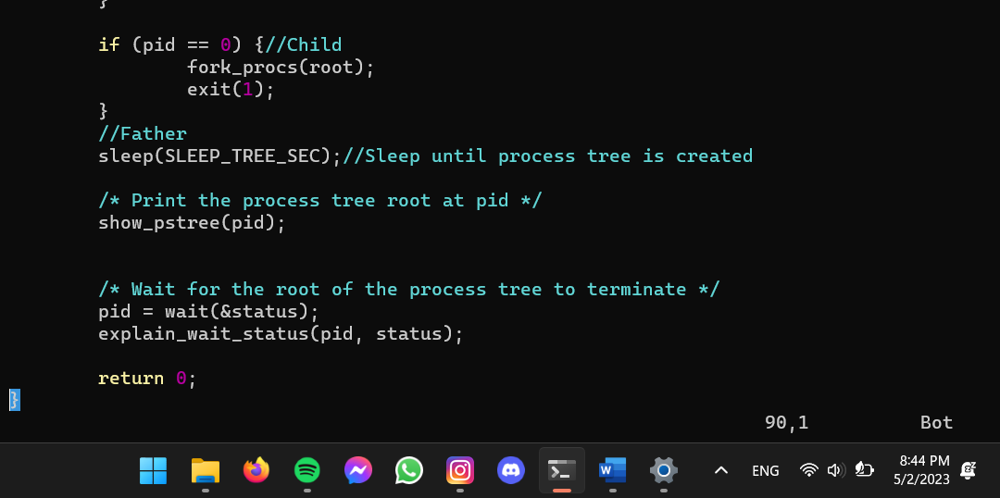 }
if (pid == 0) {//Child
fork_procs(root);
exit(1);
}
//Father
sleep(SLEEP_TREE_SEC);//Sleep until process tree is created
/* Print the process tree root at pid */
show_pstree(pid);
/* Wait for the root of the process tree to terminate */
pid = wait(&status);
explain_wait_status(pid, status);
return 0;
}
90,1 Bot
W ENG 8:44 PM
5/2/2023